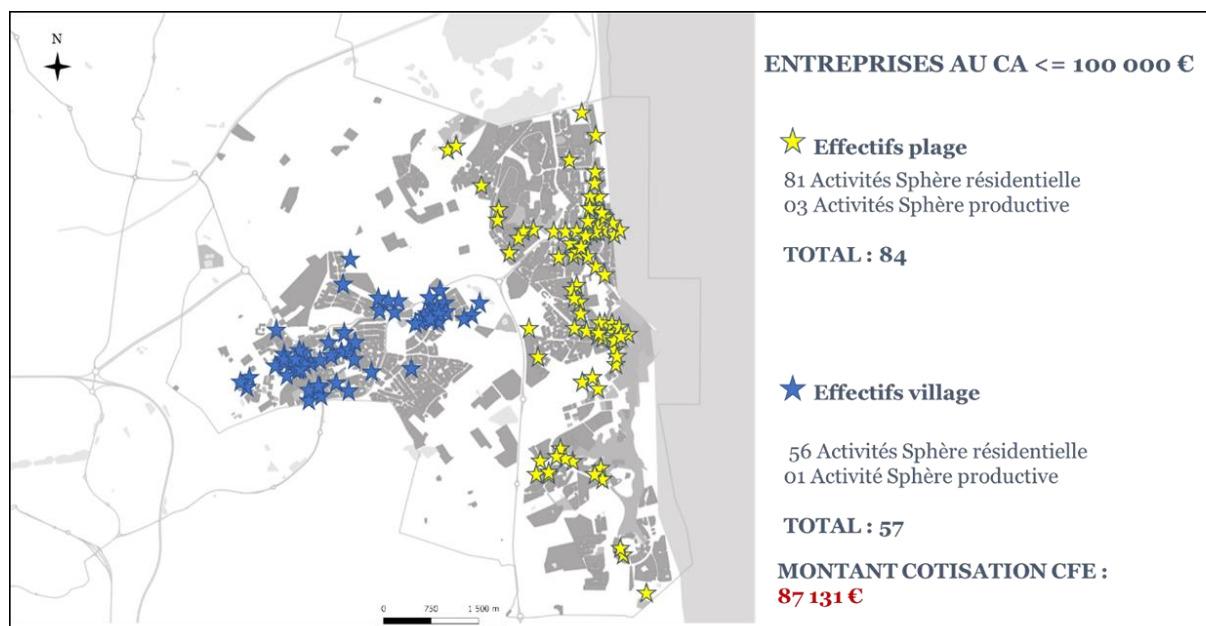 N
ENTREPRISES AU CA <= 100 000 €
Effectifs plage
81 Activités Sphère résidentielle
03 Activités Sphère productive
TOTAL : 84
Effectifs village
56 Activités Sphère résidentielle
01 Activité Sphère productive
TOTAL : 57
MONTANT COTISATION CFE :
87 131 €
0 750 1 500 m